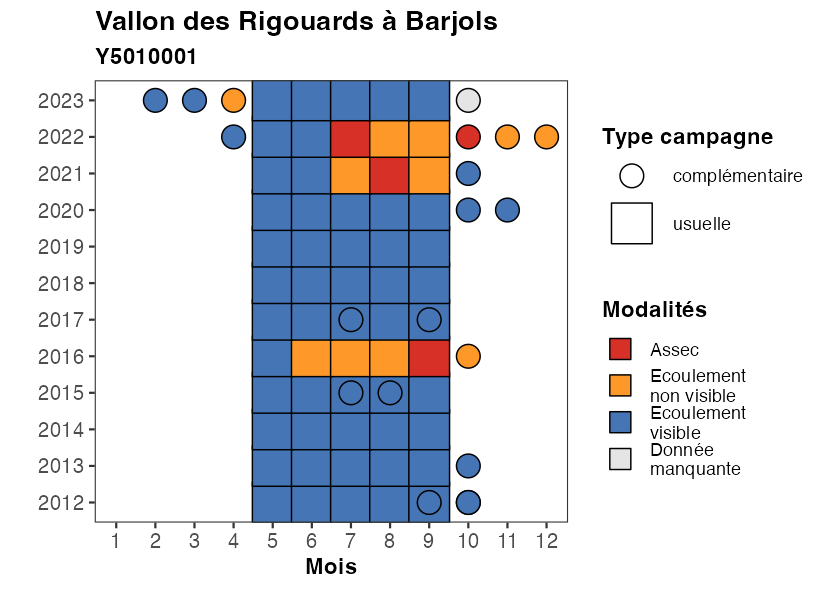 Vallon des Rigouards à Barjols
Y5010001
2023
2022
2021
2020
2019
2018
2017
2016
2015
2014
2013
2012
1 2 3 4 5 6 7 8 9 10 11 12
Mois
Type campagne
complémentaire
usuelle
Modalités
Assec
Ecoulement
non visible
Ecoulement
visible
Donnée
manquante